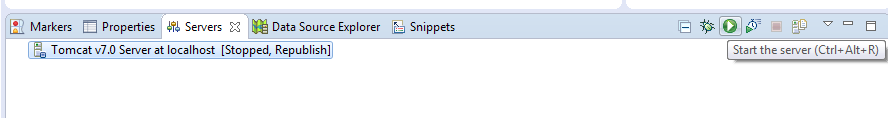 Markers Properties Servers Data Source Explorer Snippets
Tomcat v7.0 Server at localhost [Stopped, Republish]
Start the server (Ctrl+Alt+R)